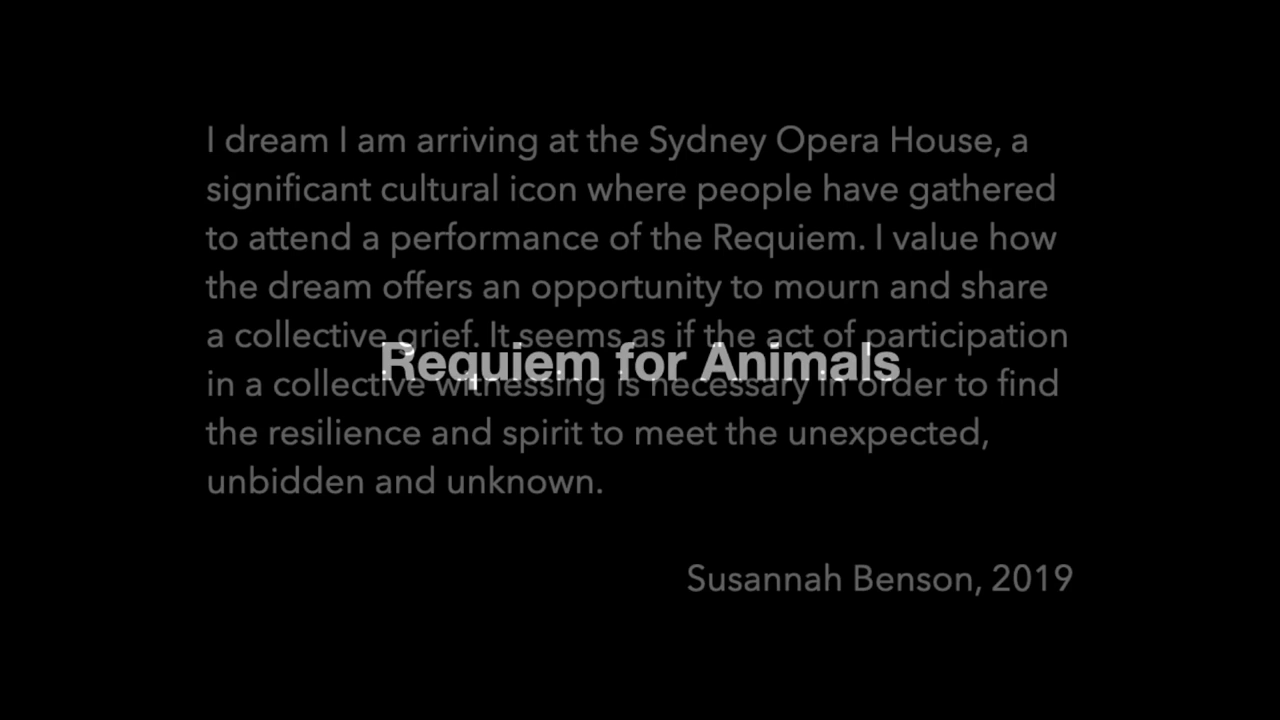 I dream I am arriving at the Sydney Opera House, a
significant cultural icon where people have gathered
to attend a performance of the Requiem. I value how
the dream offers an opportunity to mourn and share
a collective grief. It seems as if the act of participation
Requiem for Animals
in a collective witnessing is necessary in order to find
the resilience and spirit to meet the unexpected,
unbidden and unknown.
Susannah Benson, 2019